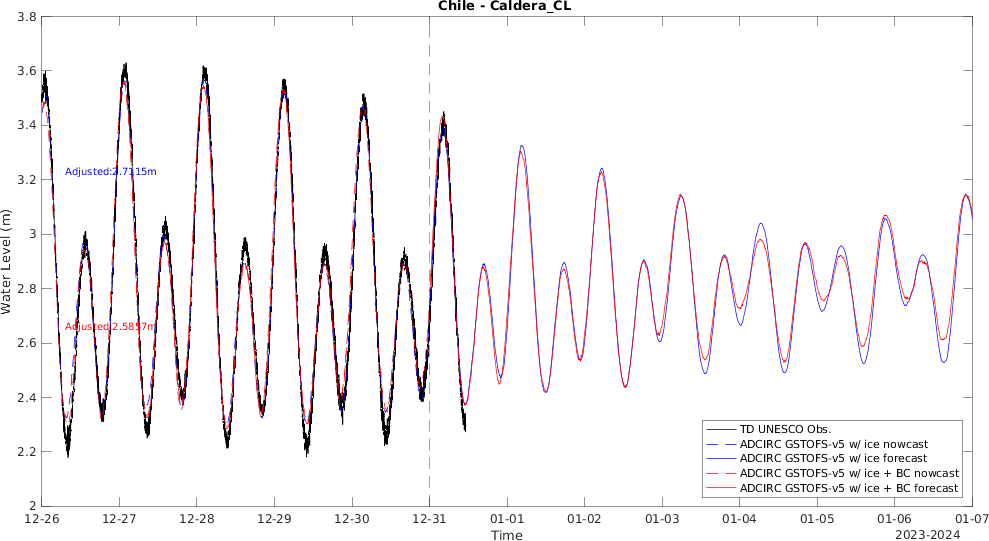 Chile - Caldera_CL
3.8
3.6
3.4
3.2
3
2.8
2.6
2.4
2.2
2
Water Level (m)
Adjusted:2.7115m
Adjusted:2.5857m
TD UNESCO Obs.
ADCIRC GSTOFS-v5 w/ ice nowcast
ADCIRC GSTOFS-v5 w/ ice forecast
ADCIRC GSTOFS-v5 w/ ice + BC nowcast
ADCIRC GSTOFS-v5 w/ ice + BC forecast
12-26 12-27 12-28 12-29 12-30 12-31 01-01 01-02 01-03 01-04 01-05 01-06 01-07
Time
2023-2024